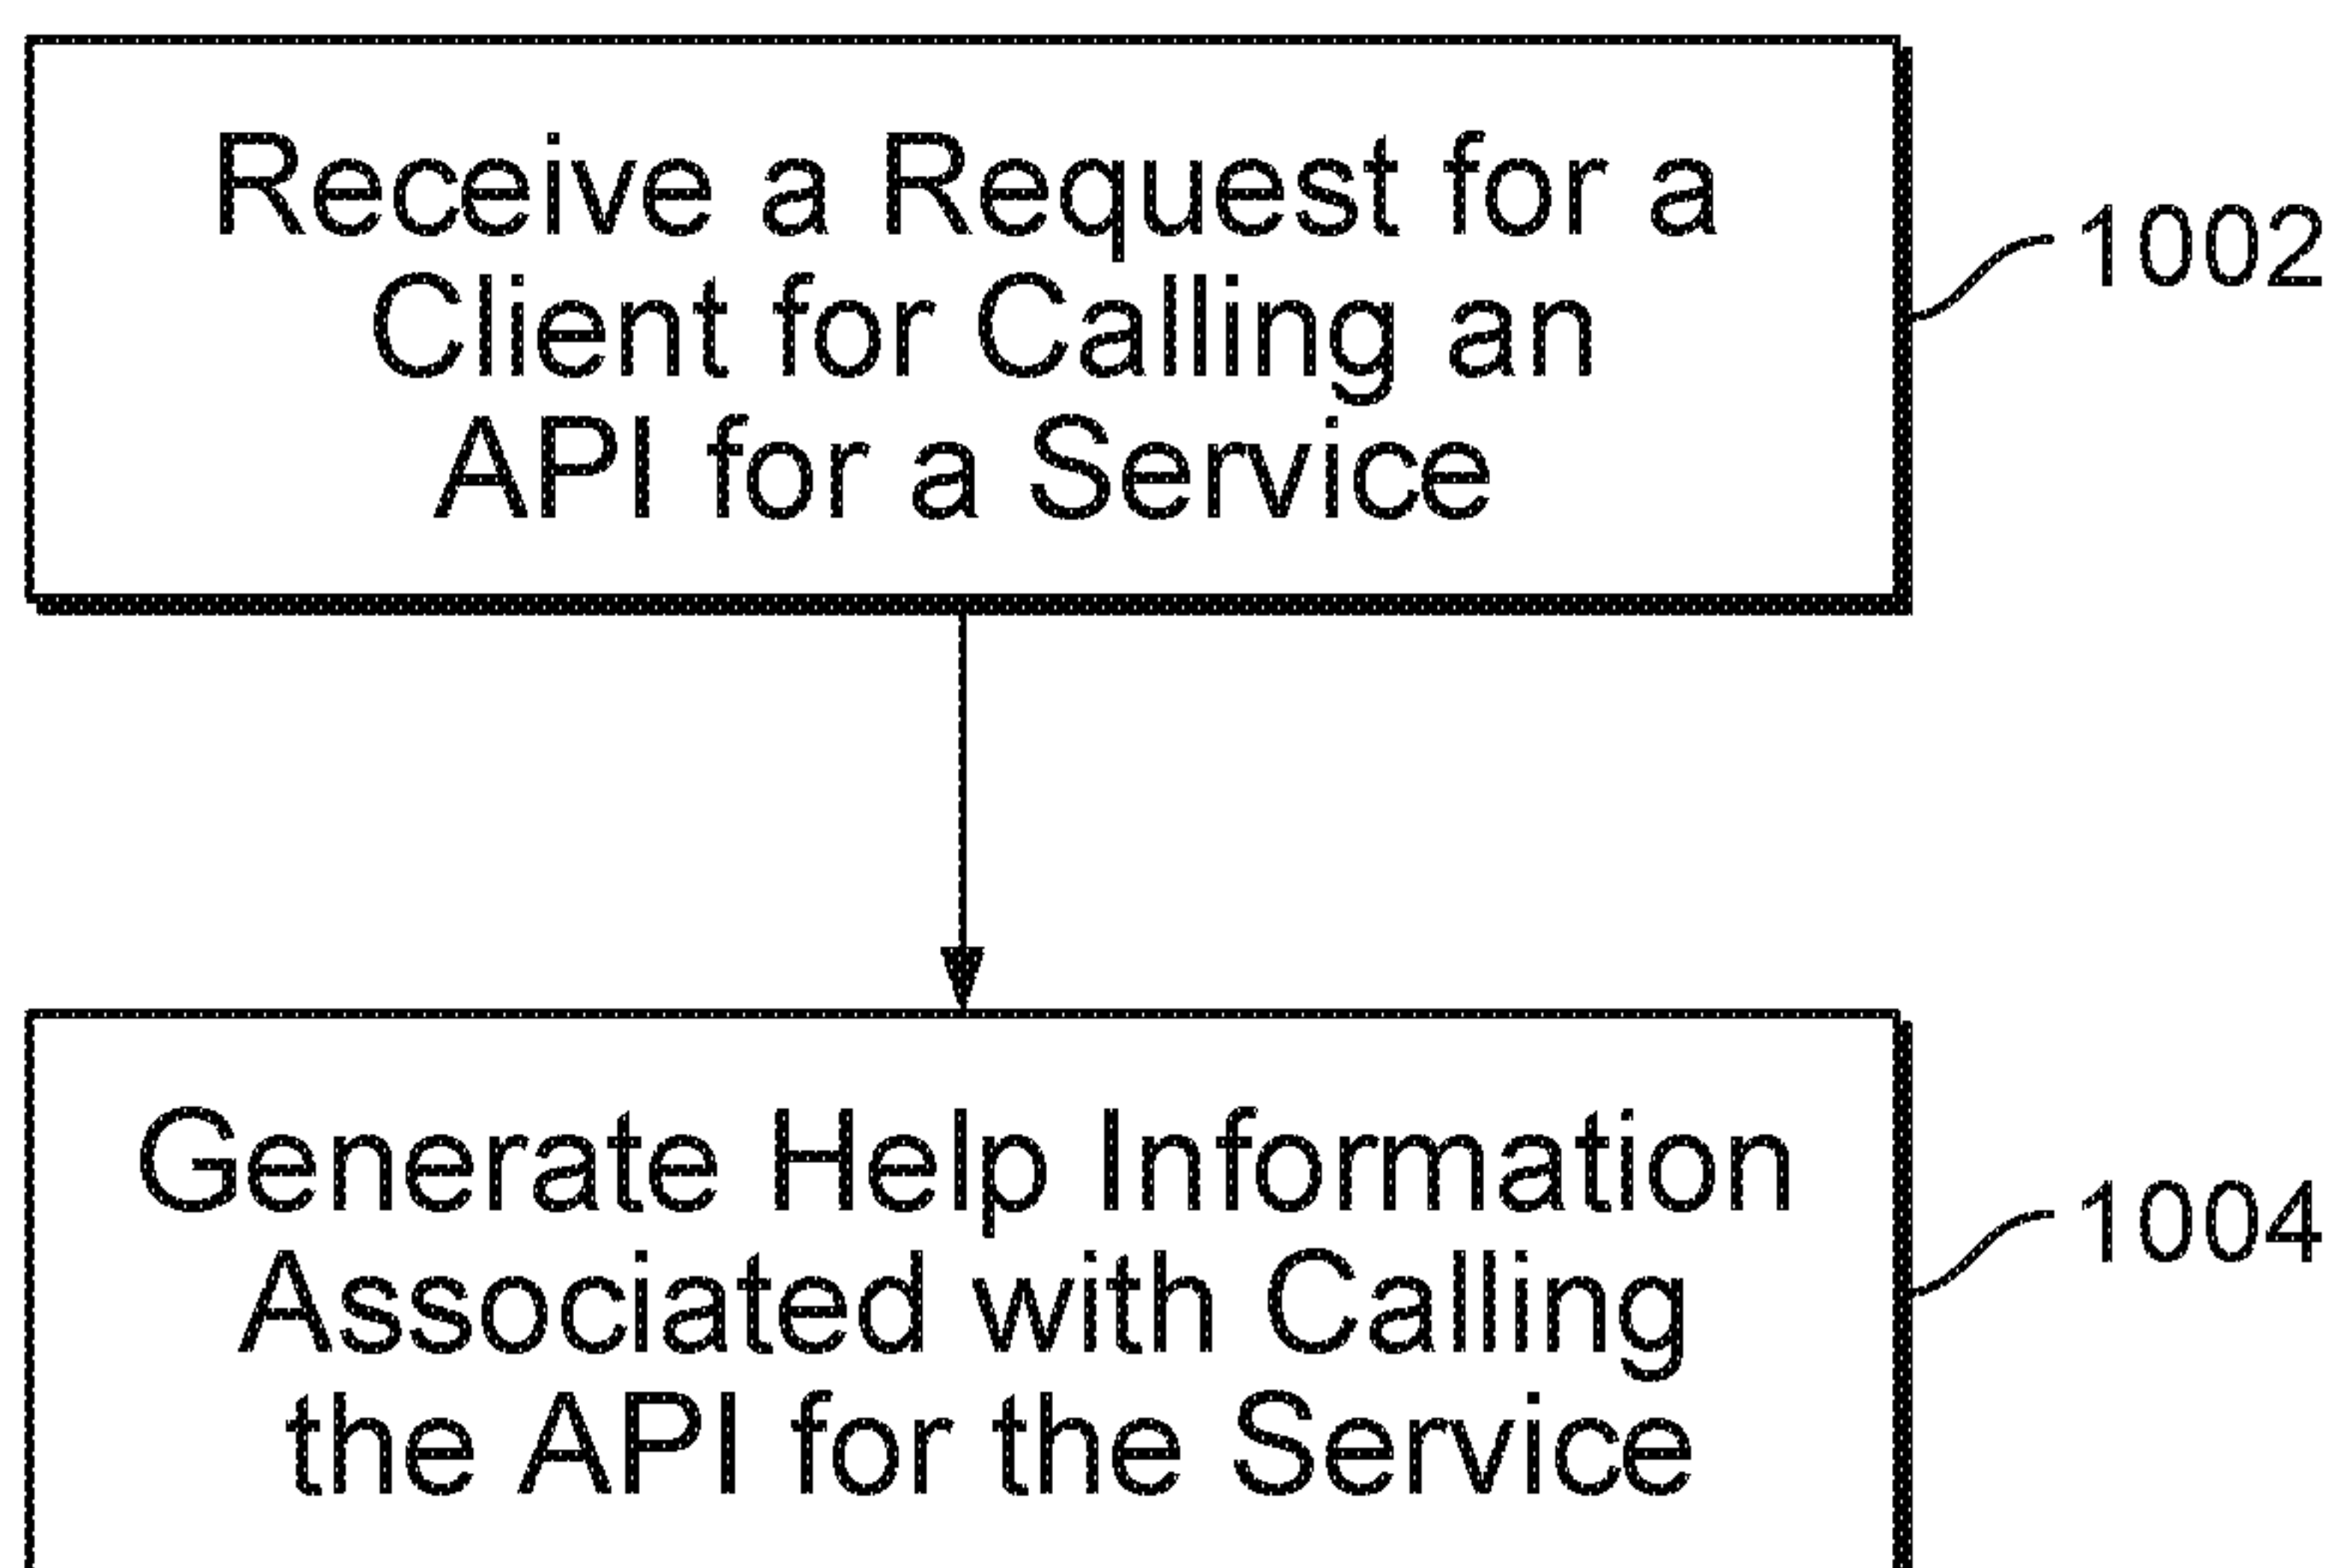 Receive a Request for a
Client for Calling an
API for a Service
1002
Generate Help Information
Associated with Calling
the API for the Service
1004